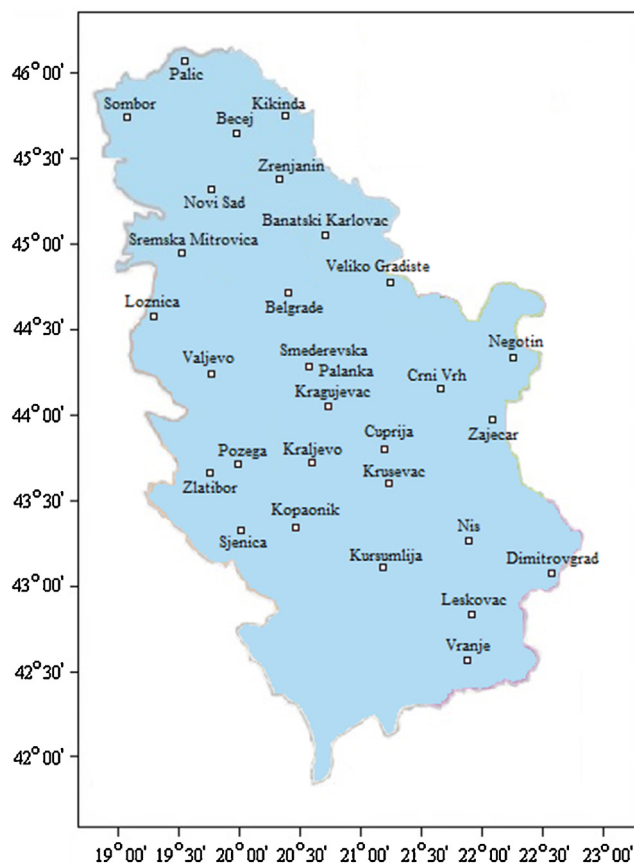 46° 00'
Palic
Sombor
Kikinda
Becej
45° 30'
Zrenjanin
Novi Sad
Banatski Karlovac
Sremska Mitrovica
45° 00'
Veliko Gradiste
Loznica
Belgrade
44° 30'
Negotin
Smederevska
Palanka
Valjevo
Crni Vrh
Kragujevac
44° 00'
Zajecar
Cuprija
Pozega
Kraljevo
Krusevac
Zlatibor
43° 30'
Kopaonik
Nis
Sjenica
Kursumlija
Dimitrovgrad
43° 00'
Leskovac
Vranje
42° 30'
42° 00'
19° 00' 19° 30' 20° 00' 20° 30' 21° 00' 21° 30' 22° 00' 22° 30' 23° 00'